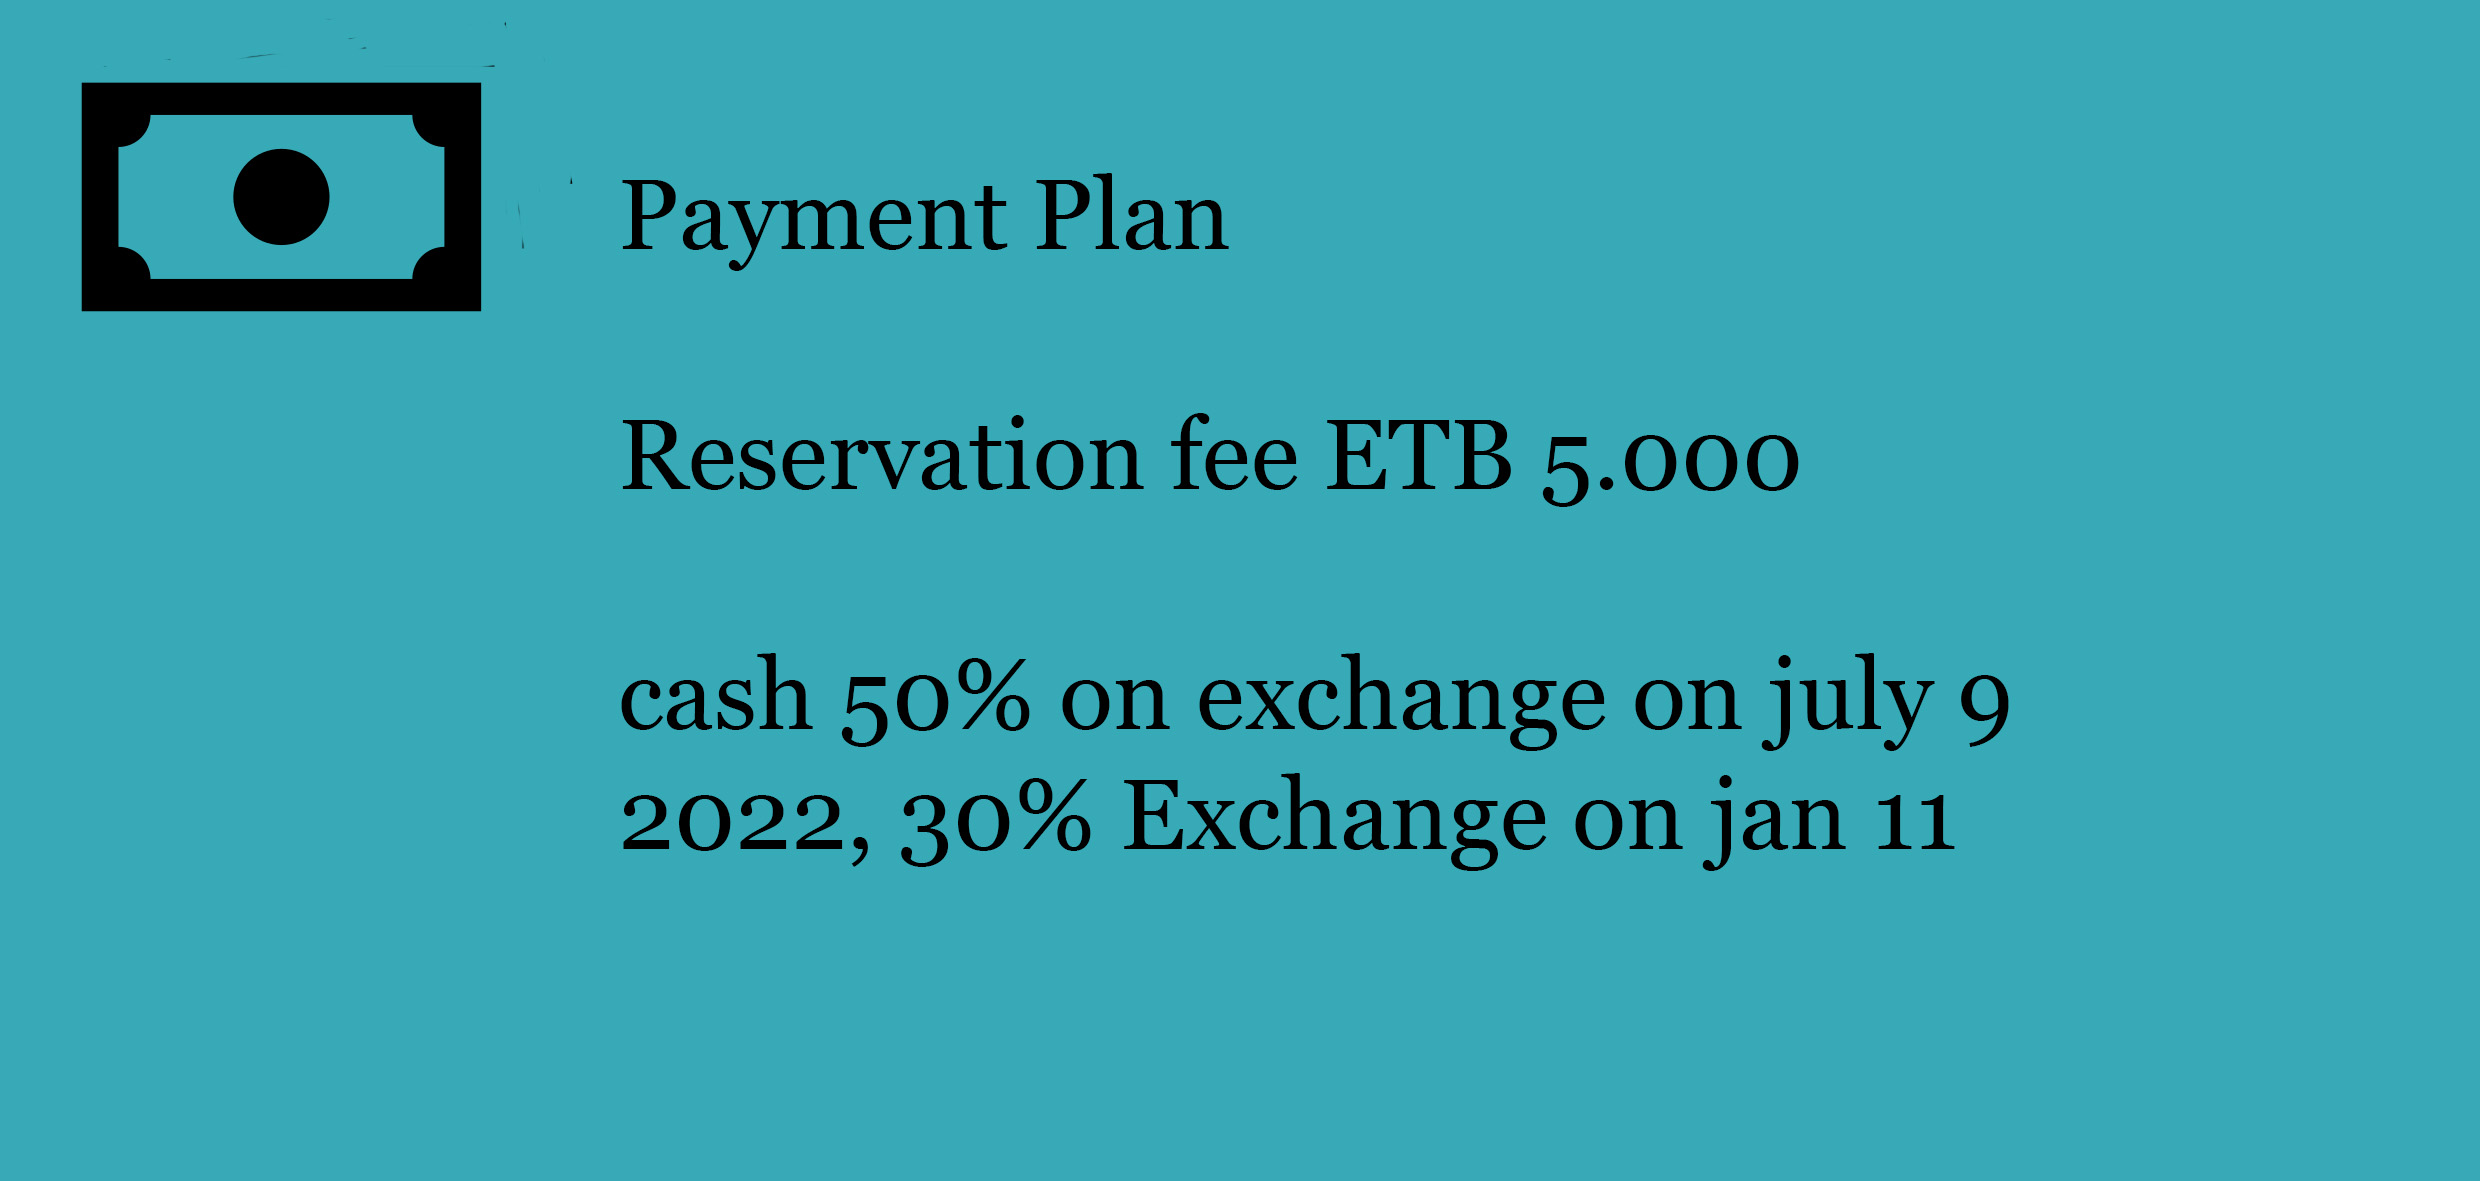 Payment Plan
Reservation fee ETB 5.000
cash 50% on exchange on july 9
2022, 30% Exchange on jan 11